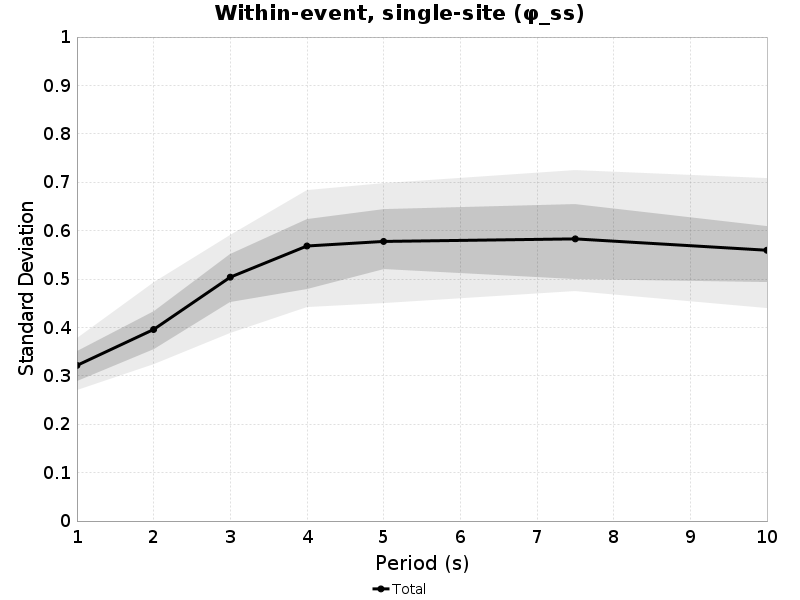 Within-event, single-site (φ_ss)
1
0.9
0.8
0.7
0.6
0.5
0.4
0.3
0.2
0.1
0
Standard Deviation
1 2 3 4 5 6 7 8 9 10
Period (s)
Total